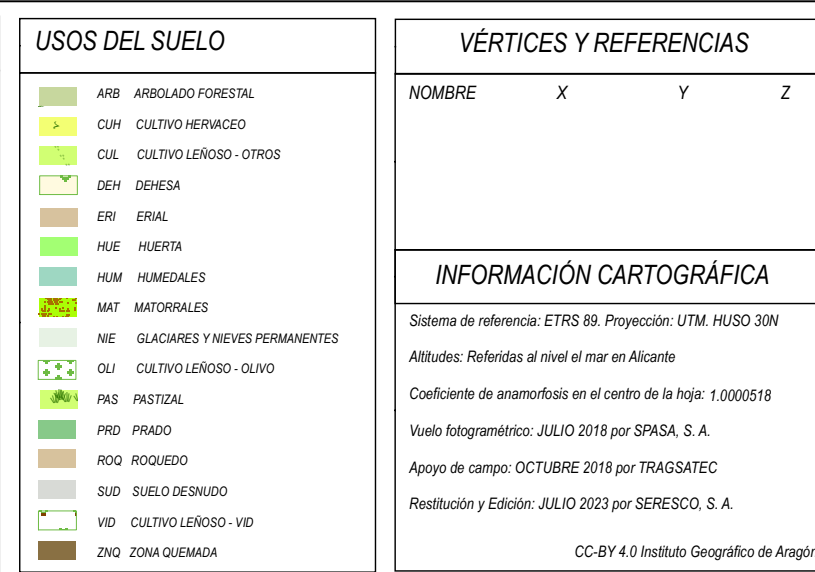 USOS DEL SUELO
ARB ARBOLADO FORESTAL
CUH CULTIVO HERVACEO
CUL CULTIVO LEÑOSO - OTROS
DEH DEHESA
ERI ERIAL
HUE HUERTA
HUM HUMEDALES
MAT MATORRALES
NIE GLACIARES Y NIEVES PERMANENTES
OLI CULTIVO LEÑOSO - OLIVO
PAS PASTIZAL
PRD PRADO
ROQ ROQUEDO
SUD SUELO DESNUDO
VID CULTIVO LEÑOSO - VID
ZNQ ZONA QUEMADA
VÉRTICES Y REFERENCIAS
NOMBRE X Y Z
INFORMACIÓN CARTOGRÁFICA
Sistema de referencia: ETRS 89. Proyección: UTM. HUSO 30N
Altitudes: Referidas al nivel el mar en Alicante
Coeficiente de anamorfosis en el centro de la hoja: 1.0000518
Vuelo fotogramétrico: JULIO 2018 por SPASA, S. A.
Apoyo de campo: OCTUBRE 2018 por TRAGSATEC
Restitución y Edición: JULIO 2023 por SERESCO, S. A.
CC-BY 4.0 Instituto Geográfico de Aragón